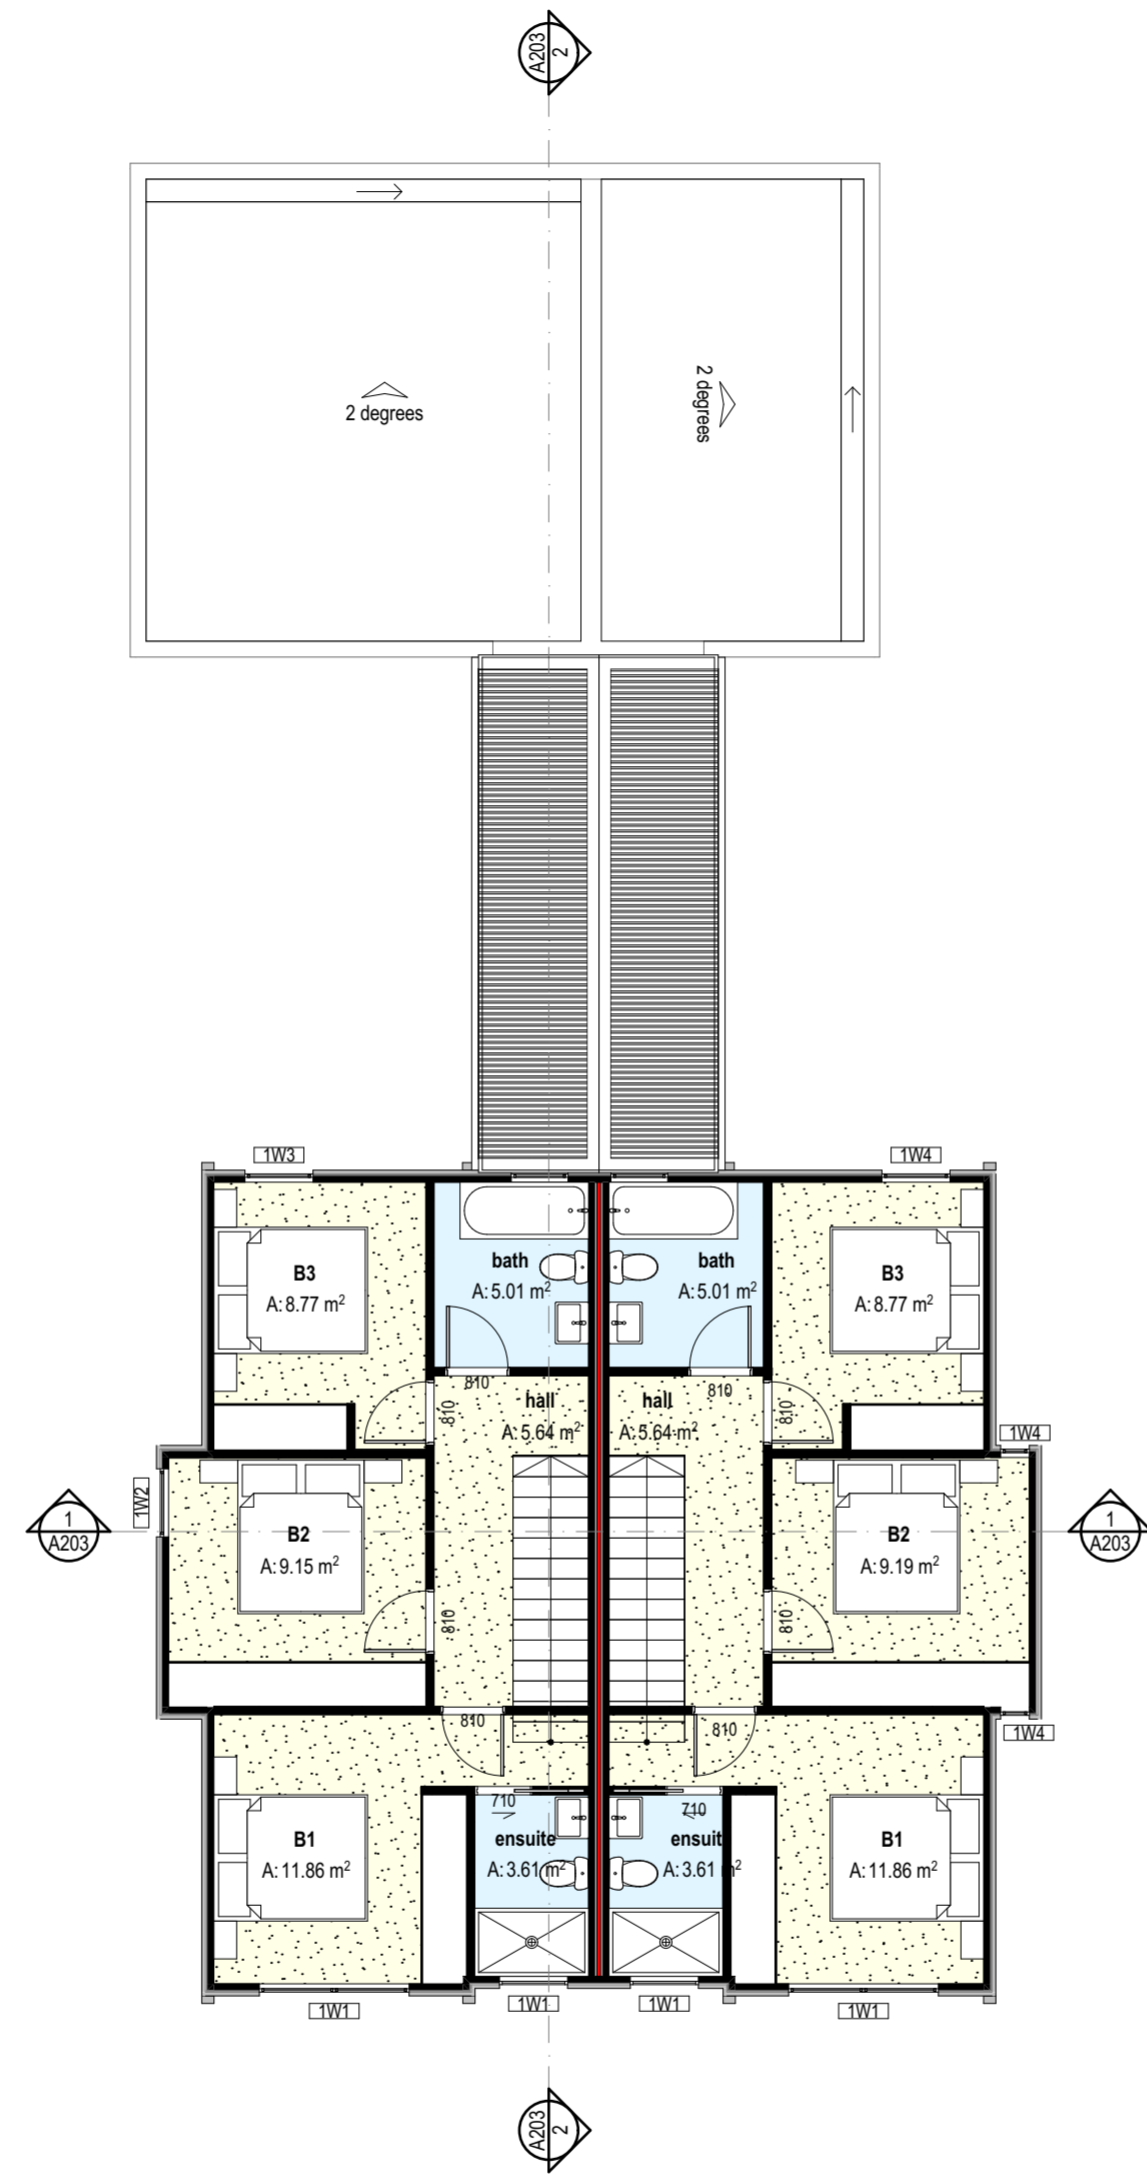 A203
2
2 degrees
2 degrees
1W3
1W4
B3
A: 8.77 m²
bath
A: 5.01 m²
bath
A: 5.01 m²
B3
A: 8.77 m²
810
810
hall
A: 5.64 m²
hall
A: 5.64 m²
810
810
1W4
1W2
1
A203
B2
A: 9.15 m²
810
B2
A: 9.19 m²
810
1
A203
810
810
1W4
710
710
B1
A: 11.86 m²
ensuite
A: 3.61 m²
ensuit
A: 3.61 m²
B1
A: 11.86 m²
1W1
1W1
1W1
1W1
A203
2